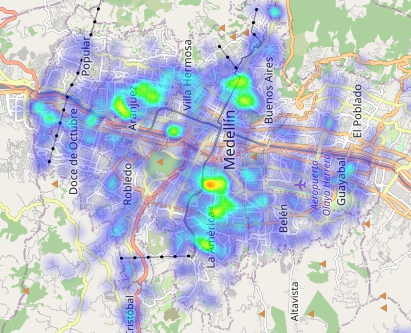 Popular
Aranjuez
Villa Hermosa
Buenos Aires
El Poblado
Doce de Octubre
Medellín
Robledo
Aeropuerto
Olaya Herrera
Guayabal
La América
Belén
Altavista
Cristóbal